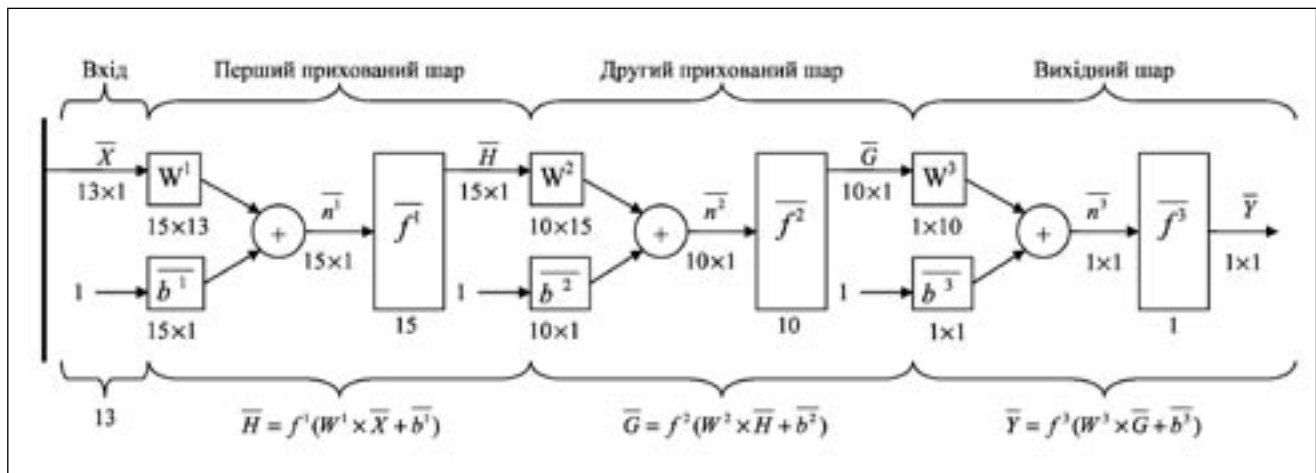 Вхід Перший прихований шар Другий прихований шар Вихідний шар
X̅ H̅ G̅
13×1 W¹ 15×1 W² 10×1 W³
n̅¹ f̅¹ n̅² f̅² n̅³ f̅³ Y̅
15×13 + 10×15 + 1×10 +
15×1 10×1 1×1 1×1
1 b̅¹ 1 b̅² 1 b̅³
15×1 15 10×1 10 1×1 1
13
H̅ = f¹(W¹ × X̅ + b̅¹) G̅ = f²(W² × H̅ + b̅²) Y̅ = f³(W³ × G̅ + b̅³)